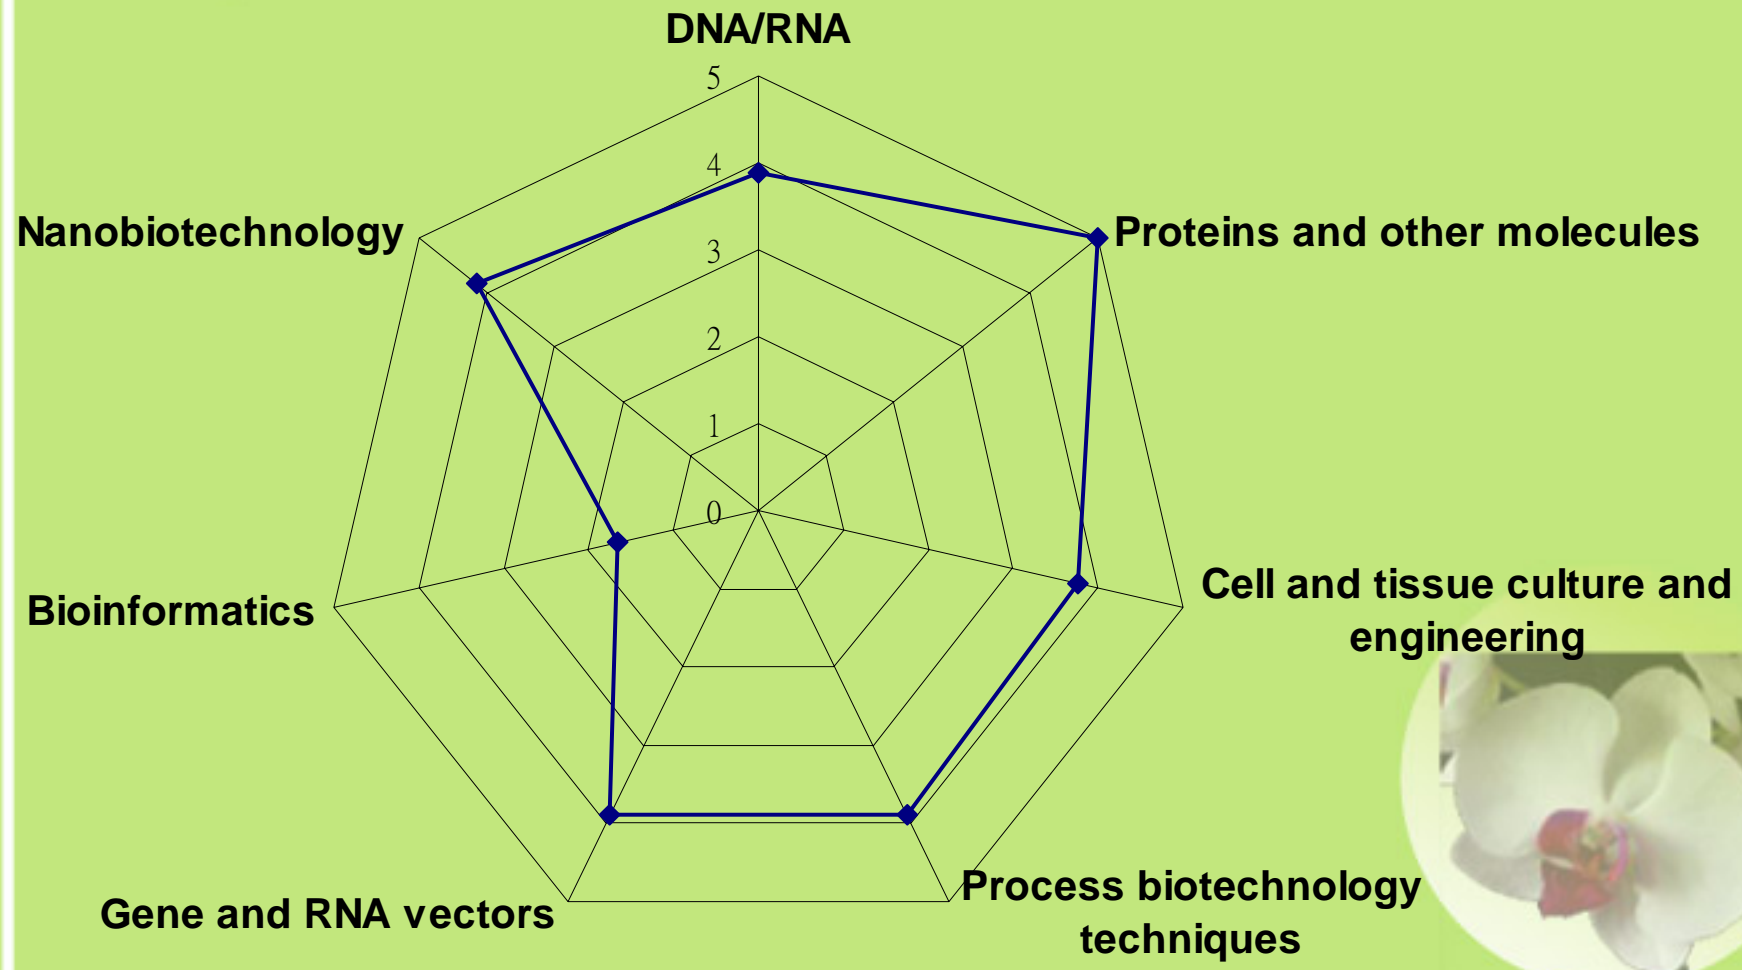 DNA/RNA
5
4
Nanobiotechnology
Proteins and other molecules
3
2
1
0
Cell and tissue culture and
engineering
Bioinformatics
Process biotechnology
techniques
Gene and RNA vectors